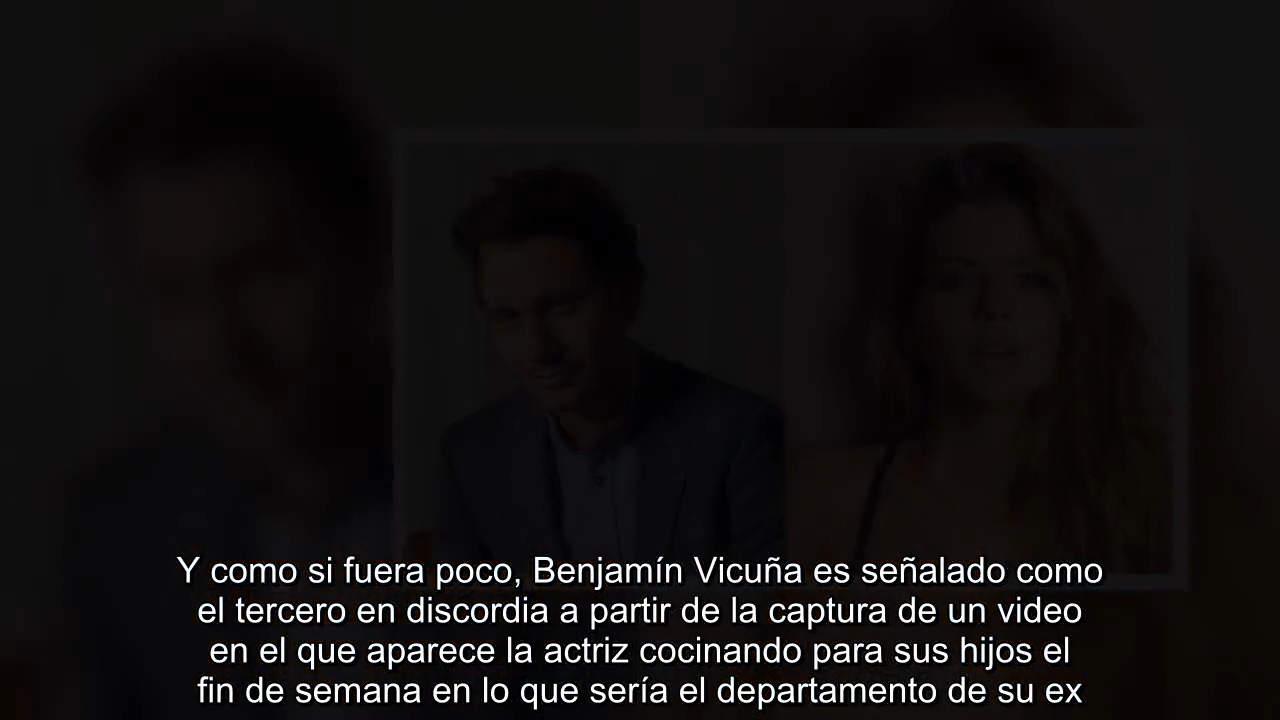 Y como si fuera poco, Benjamín Vicuña es señalado como
el tercero en discordia a partir de la captura de un video
en el que aparece la actriz cocinando para sus hijos el
fin de semana en lo que sería el departamento de su ex